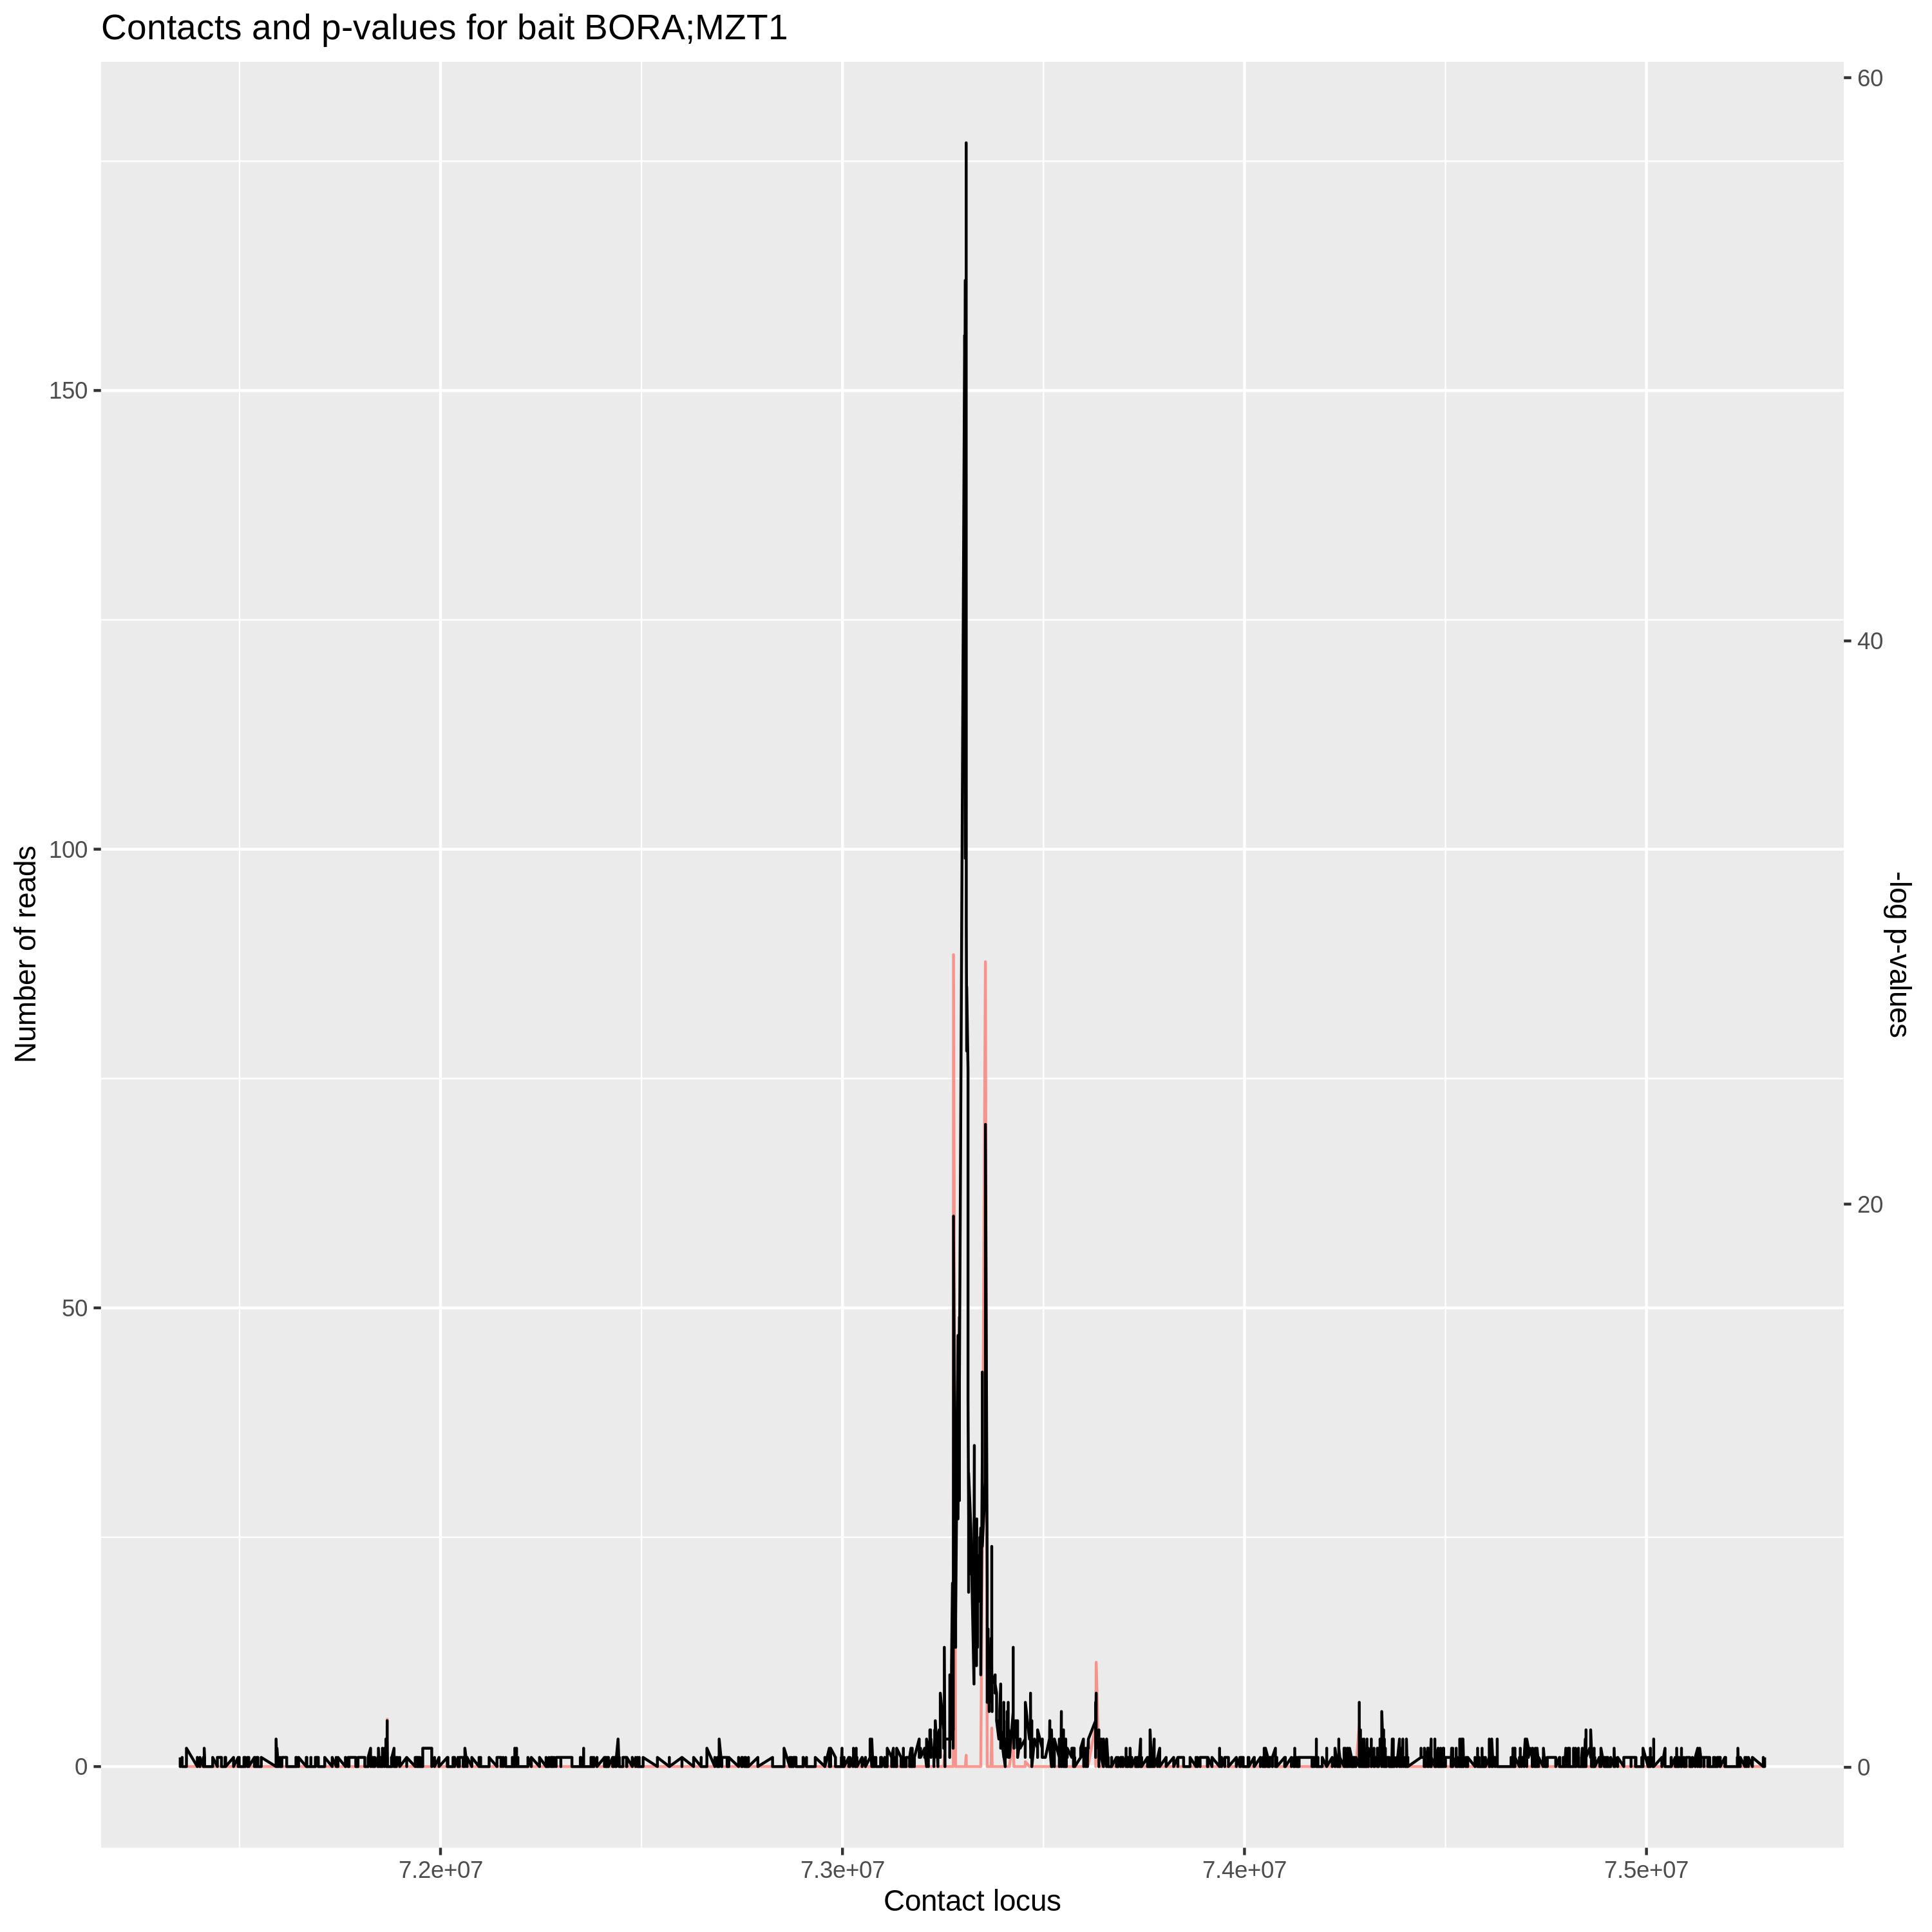 Contacts and p-values for bait BORA;MZT1
60
150
40
100
Number of reads
-log p-values
20
50
0
0
7.2e+07
7.3e+07
7.4e+07
7.5e+07
Contact locus